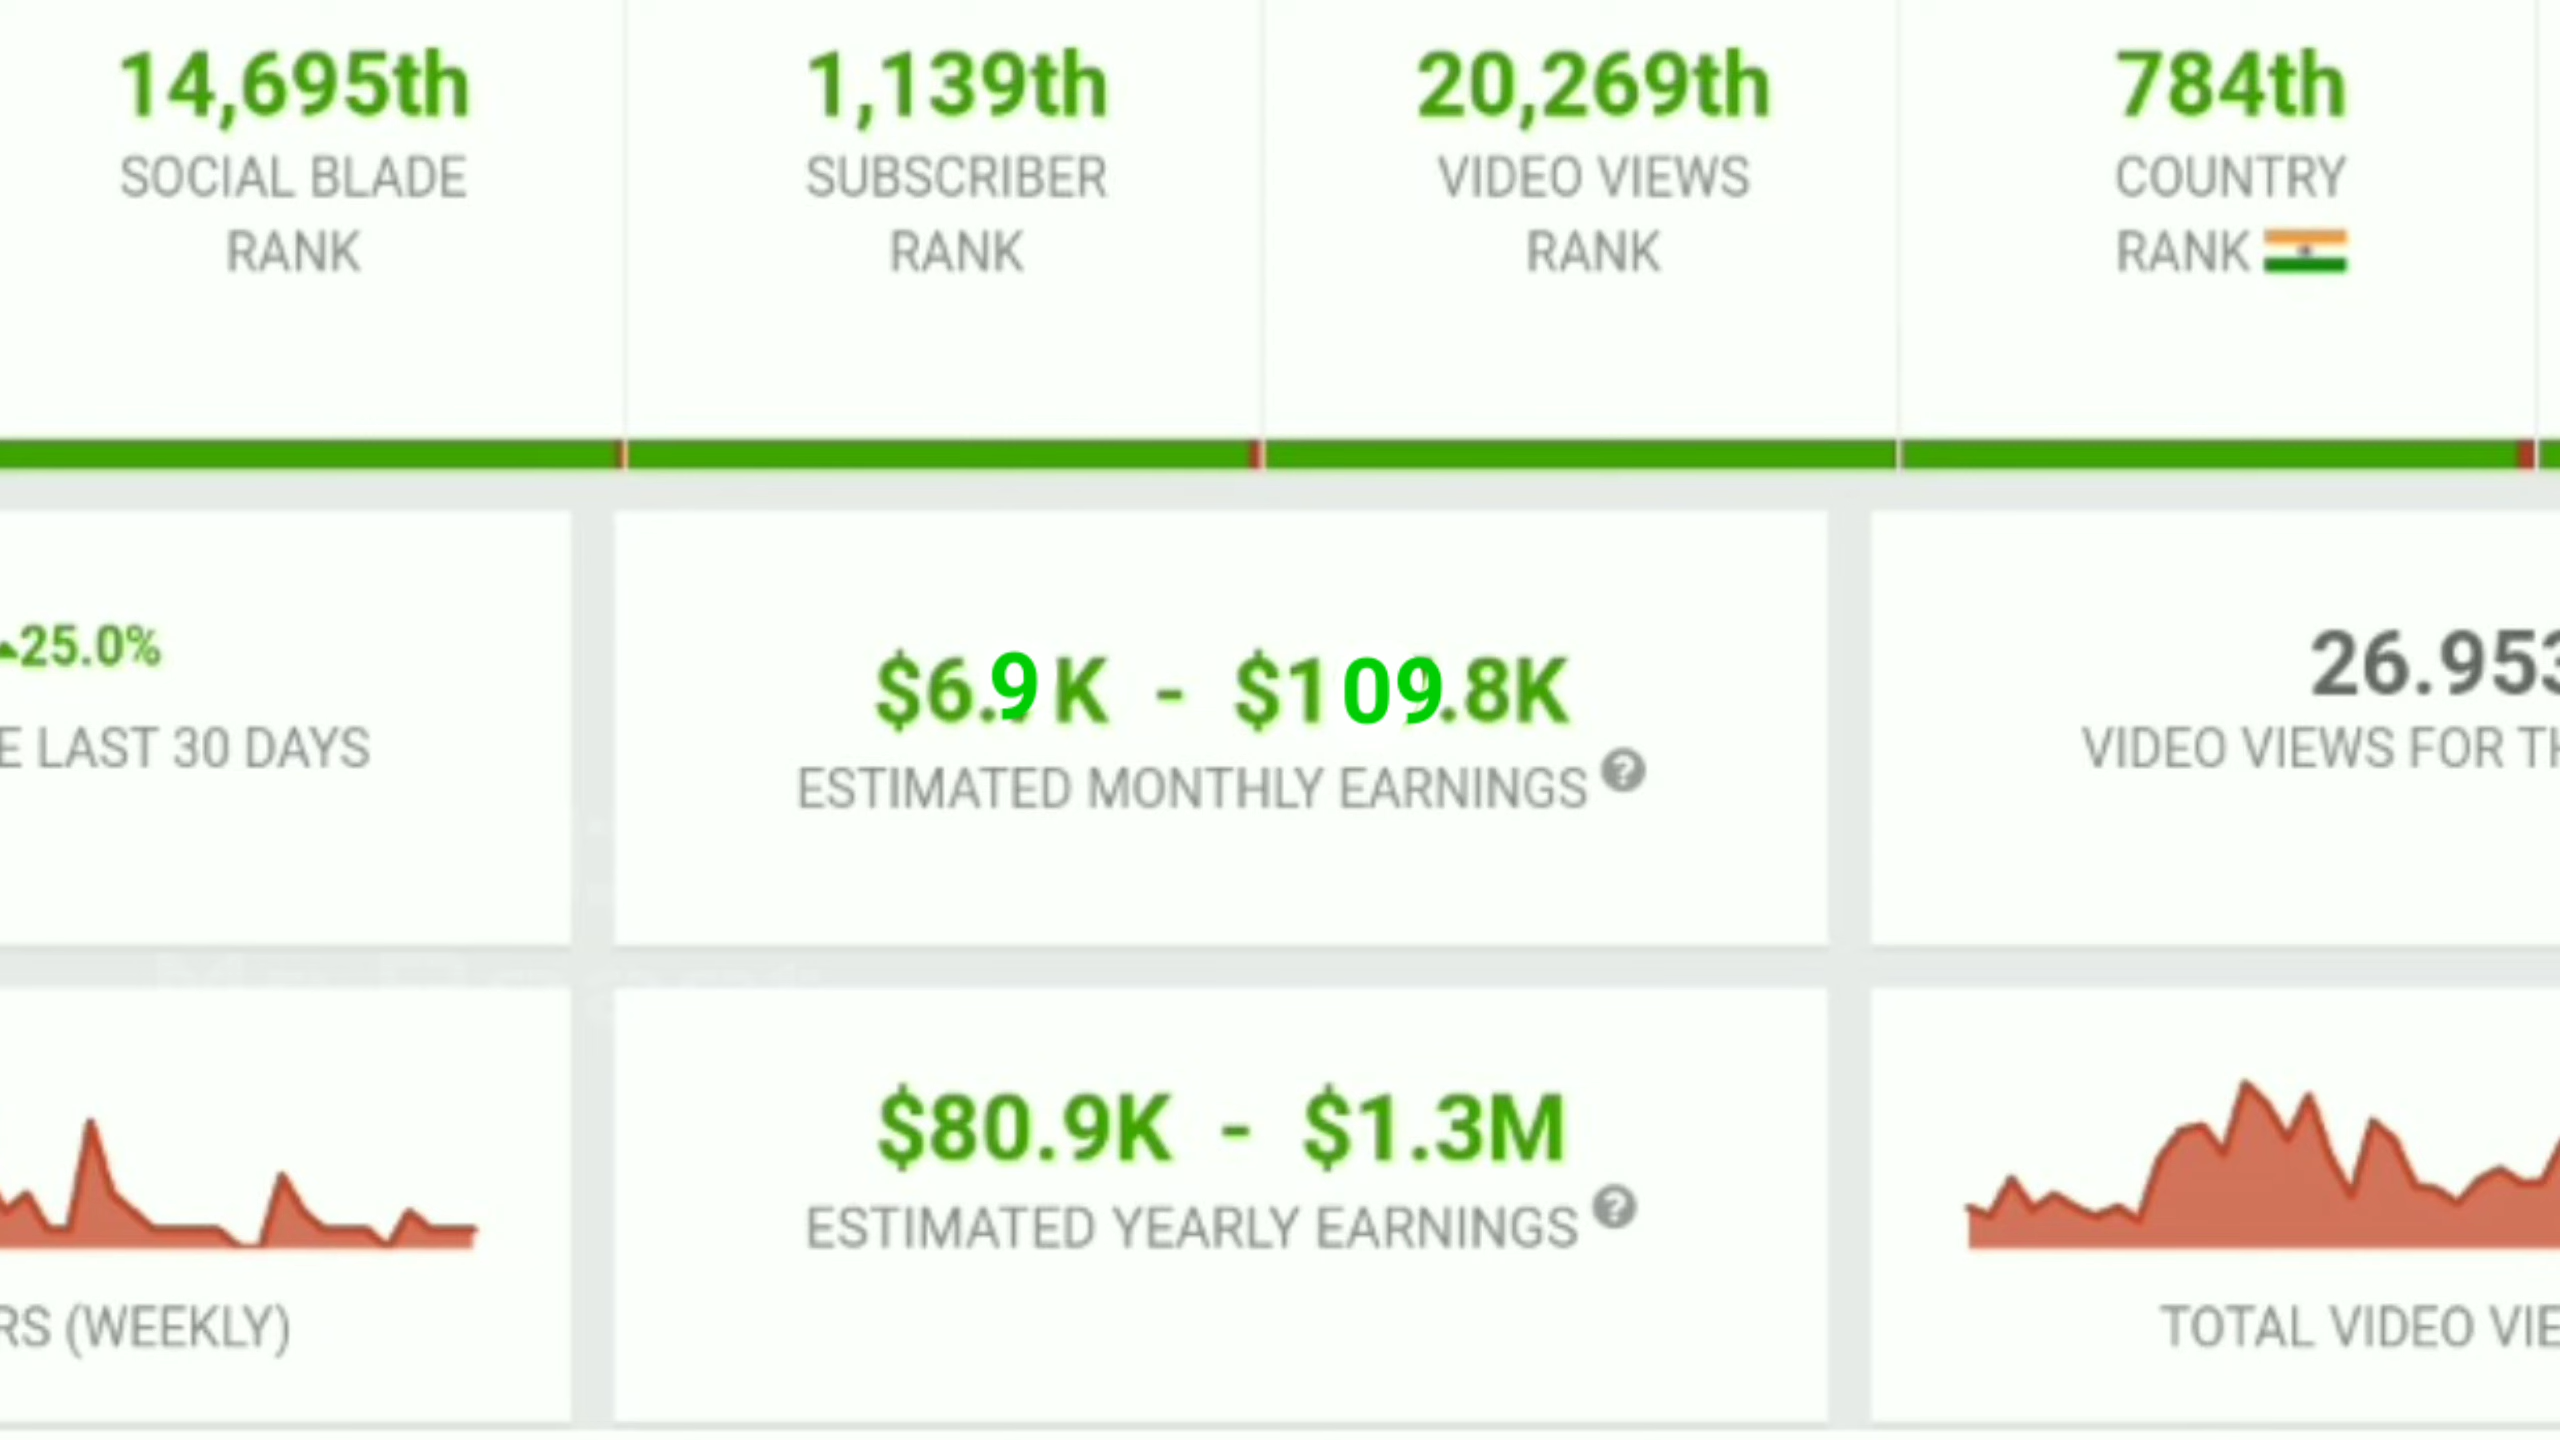 14,695th
SOCIAL BLADE
RANK
1,139th
SUBSCRIBER
RANK
20,269th
VIDEO VIEWS
RANK
784th
COUNTRY
RANK
25.0%
E LAST 30 DAYS
$6.9K - $109.8K
ESTIMATED MONTHLY EARNINGS ?
26.953
VIDEO VIEWS FOR TH
RS (WEEKLY)
$80.9K - $1.3M
ESTIMATED YEARLY EARNINGS ?
TOTAL VIDEO VIE